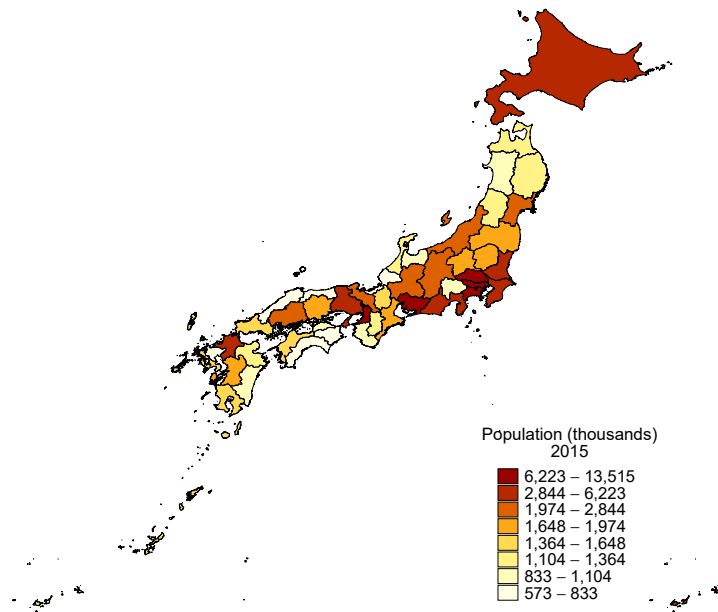 Population (thousands)
2015
6,223 – 13,515
2,844 – 6,223
1,974 – 2,844
1,648 – 1,974
1,364 – 1,648
1,104 – 1,364
833 – 1,104
573 – 833